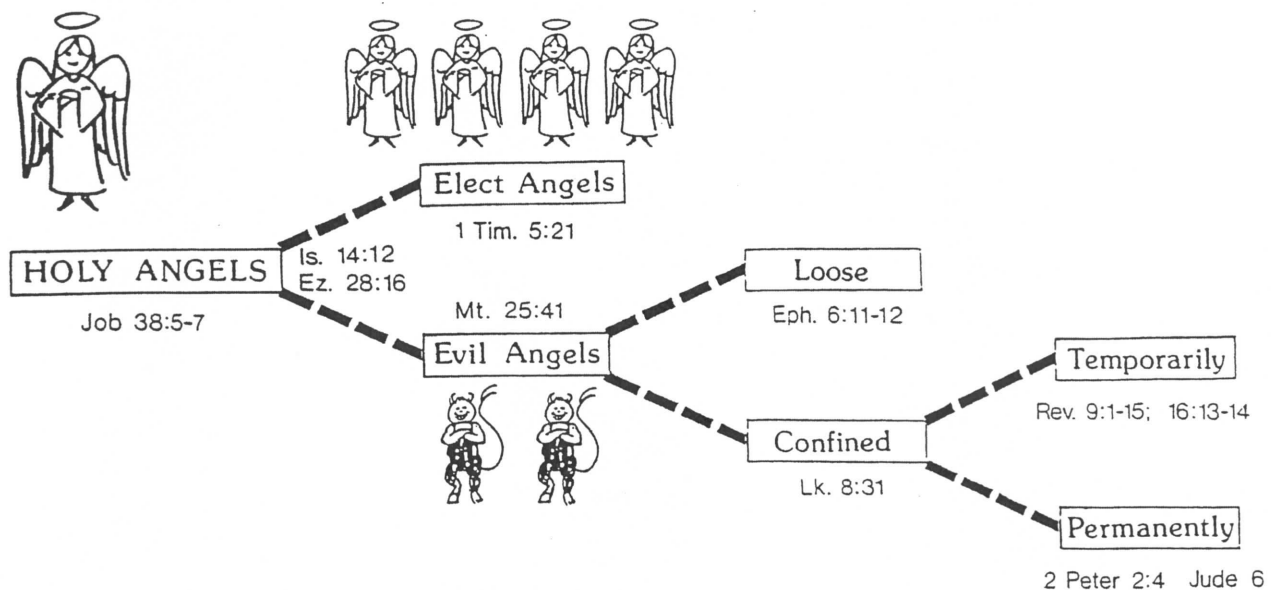 Elect Angels
1 Tim. 5:21
HOLY ANGELS
Job 38:5-7
Is. 14:12
Ez. 28:16
Mt. 25:41
Evil Angels
Loose
Eph. 6:11-12
Confined
Lk. 8:31
Temporarily
Rev. 9:1-15; 16:13-14
Permanently
2 Peter 2:4 Jude 6